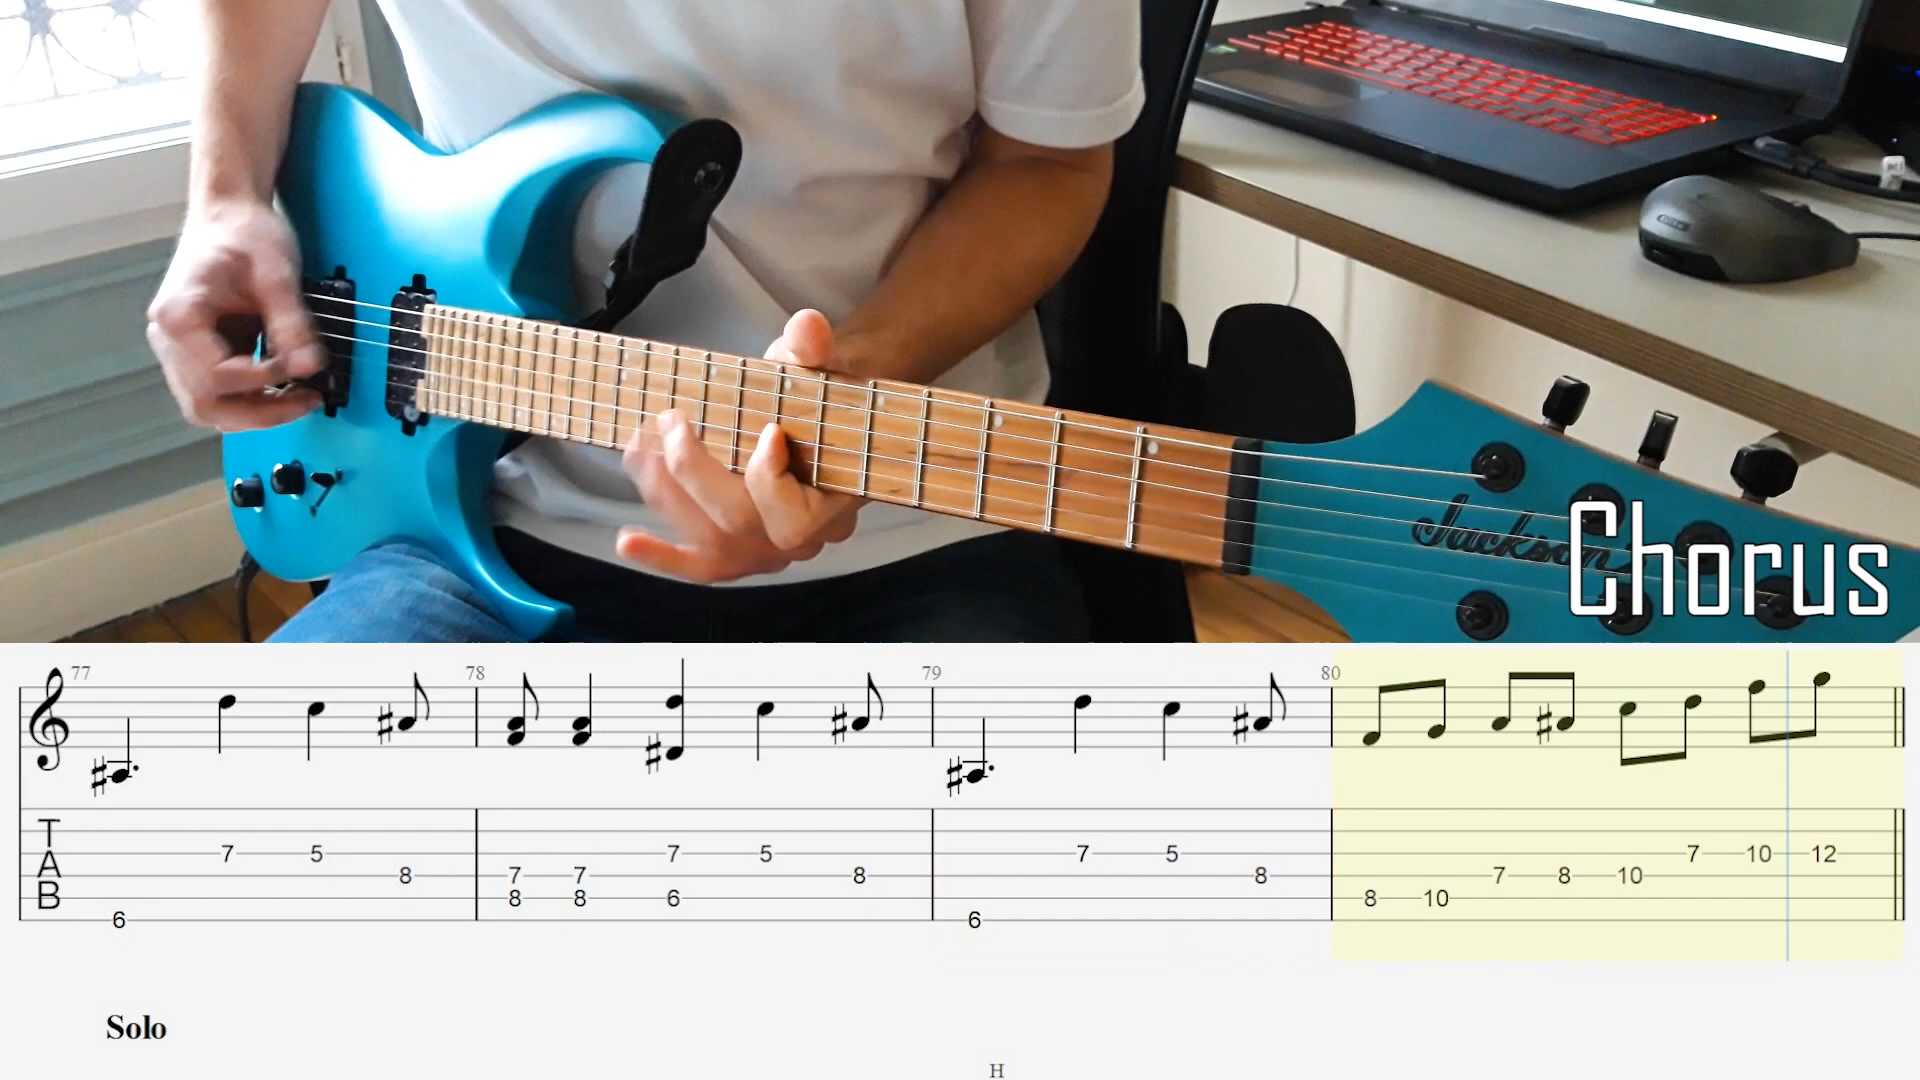 Jackson
Chorus
77 78 79 80
T
A
B
7 5 7 5 7 5 7 10 12
8 7 7 8 8 7 8 10
8 8 6 8 10
6 6
Solo
H